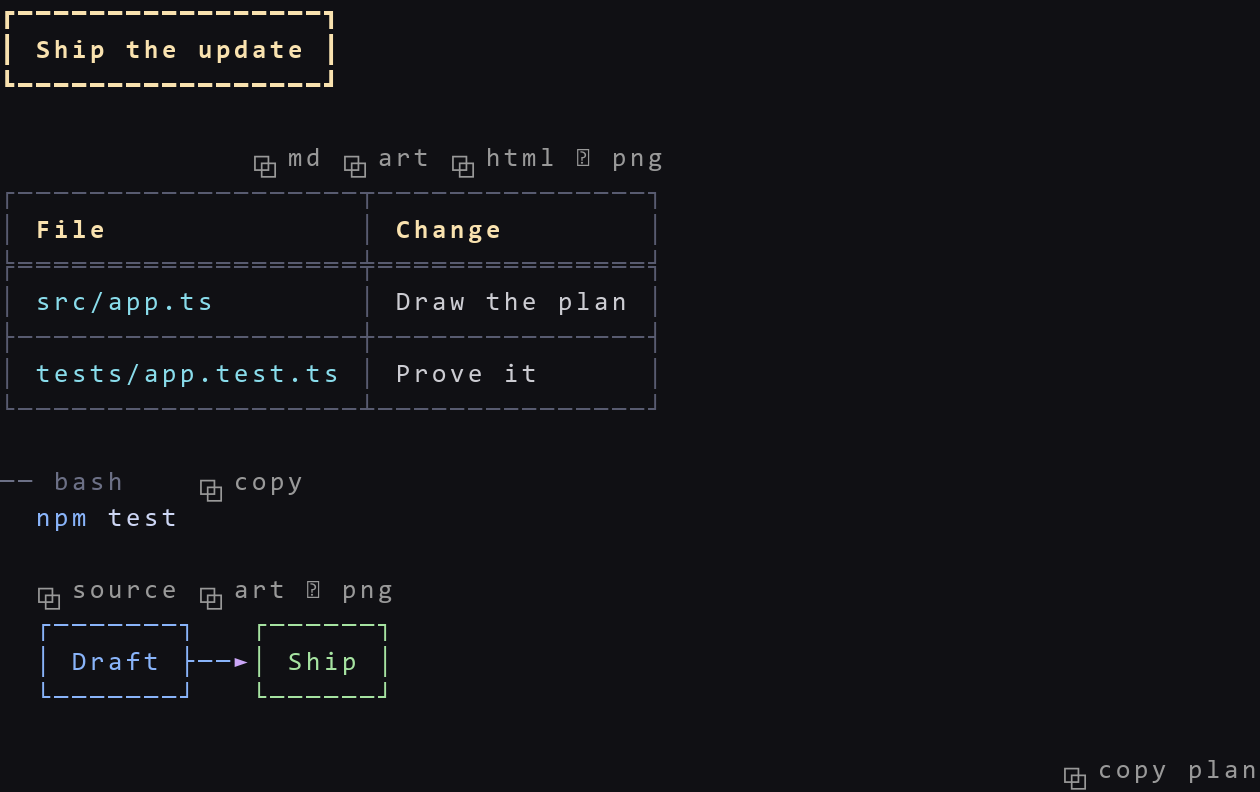 Ship the update
md art html png
File Change
src/app.ts Draw the plan
tests/app.test.ts Prove it
bash copy
npm test
source art png
Draft Ship
copy plan